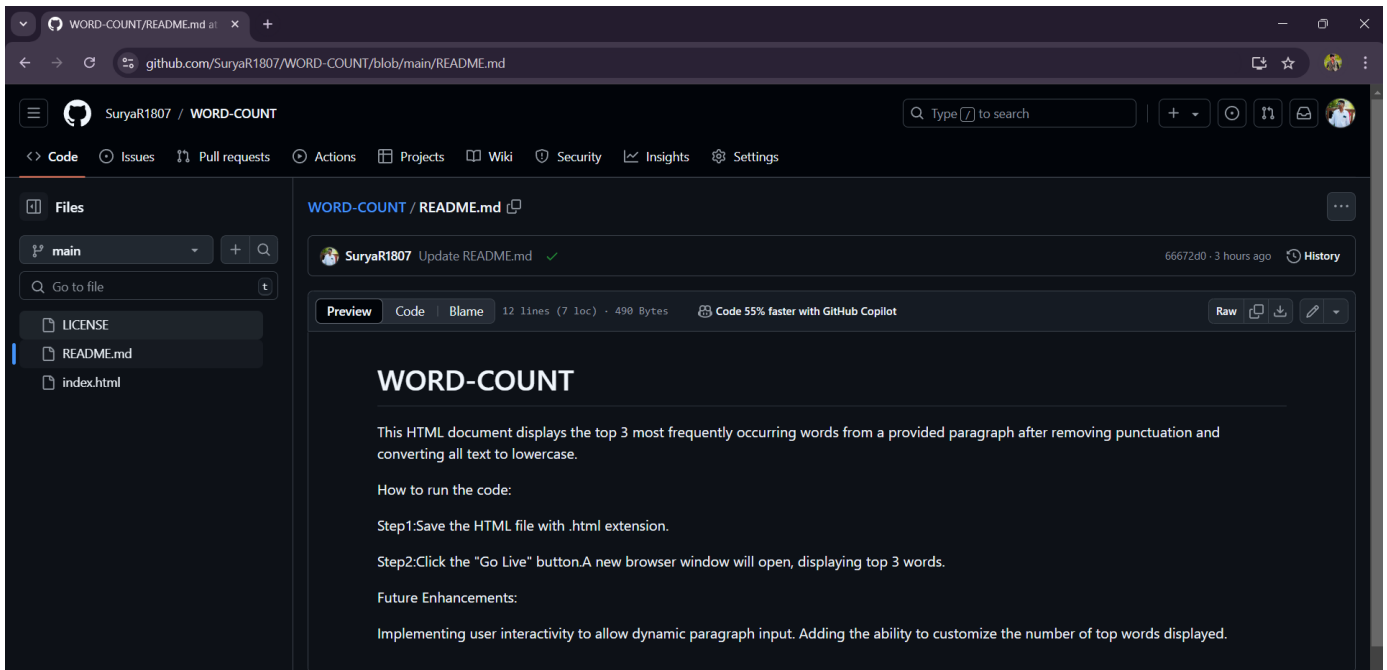 WORD-COUNT/README.md at
github.com/SuryaR1807/WORD-COUNT/blob/main/README.md
SuryaR1807 / WORD-COUNT
Type / to search
Code Issues Pull requests Actions Projects Wiki Security Insights Settings
Files
main
Go to file t
LICENSE
README.md
index.html
WORD-COUNT / README.md
SuryaR1807 Update README.md
66672d0 · 3 hours ago History
Preview Code Blame 12 lines (7 loc) · 490 Bytes Code 55% faster with GitHub Copilot Raw
WORD-COUNT
This HTML document displays the top 3 most frequently occurring words from a provided paragraph after removing punctuation and
converting all text to lowercase.
How to run the code:
Step1:Save the HTML file with .html extension.
Step2:Click the "Go Live" button.A new browser window will open, displaying top 3 words.
Future Enhancements:
Implementing user interactivity to allow dynamic paragraph input. Adding the ability to customize the number of top words displayed.